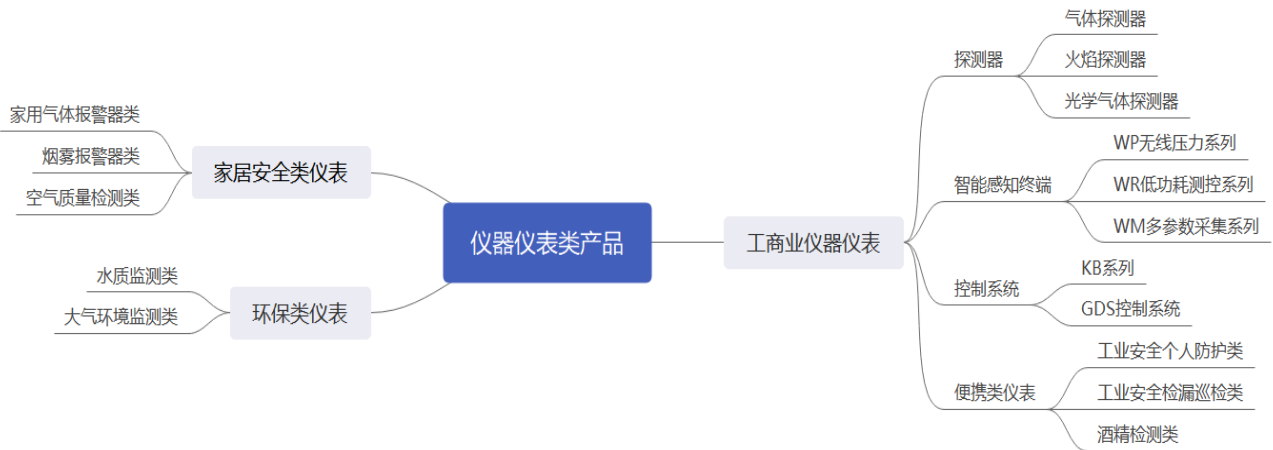 仪器仪表类产品
家居安全类仪表
家用气体报警器类
烟雾报警器类
空气质量检测类
环保类仪表
水质监测类
大气环境监测类
工商业仪器仪表
探测器
气体探测器
火焰探测器
光学气体探测器
智能感知终端
WP无线压力系列
WR低功耗测控系列
WM多参数采集系列
控制系统
KB系列
GDS控制系统
便携类仪表
工业安全个人防护类
工业安全检漏巡检类
酒精检测类